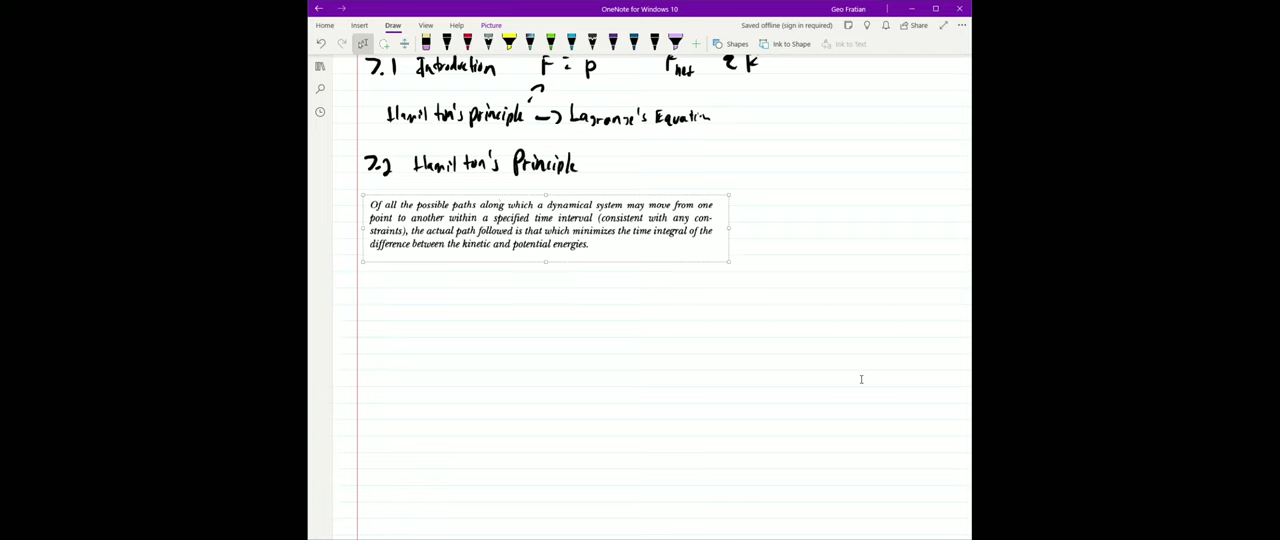 OneNote for Windows 10
Geo Fratian
Home Insert Draw View Help Picture
Saved offline (sign in required)
Share
Shapes Ink to Shape Ink to Text
7.1 Introduction F = p
Hamilton's principle → Lagrange's Equation
7.2 Hamilton's Principle
Of all the possible paths along which a dynamical system may move from one
point to another within a specified time interval (consistent with any con-
straints), the actual path followed is that which minimizes the time integral of the
difference between the kinetic and potential energies.